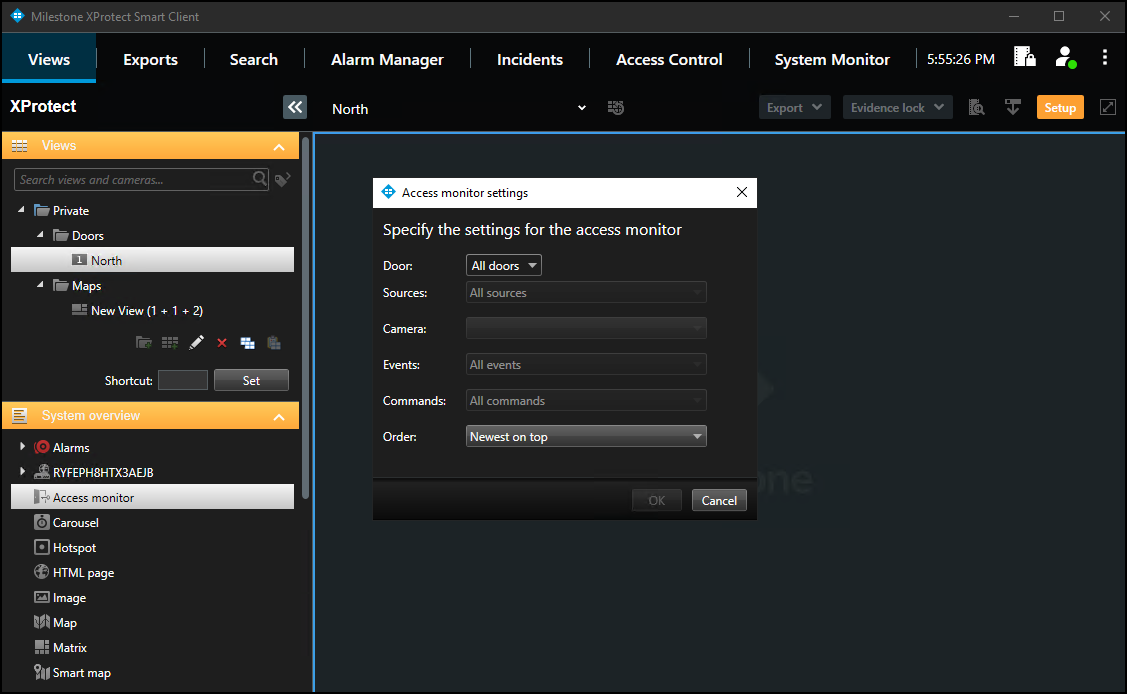 Milestone XProtect Smart Client
Views Exports Search Alarm Manager Incidents Access Control System Monitor 5:55:26 PM
XProtect North Export Evidence lock Setup
Views
Search views and cameras...
Private
Doors
1 North
Maps
New View (1 + 1 + 2)
Shortcut: Set
System overview
Alarms
RYFEPH8HTX3AEJB
Access monitor
Carousel
Hotspot
HTML page
Image
Map
Matrix
Smart map
Access monitor settings
Specify the settings for the access monitor
Door: All doors
Sources: All sources
Camera:
Events: All events
Commands: All commands
Order: Newest on top
OK Cancel
one